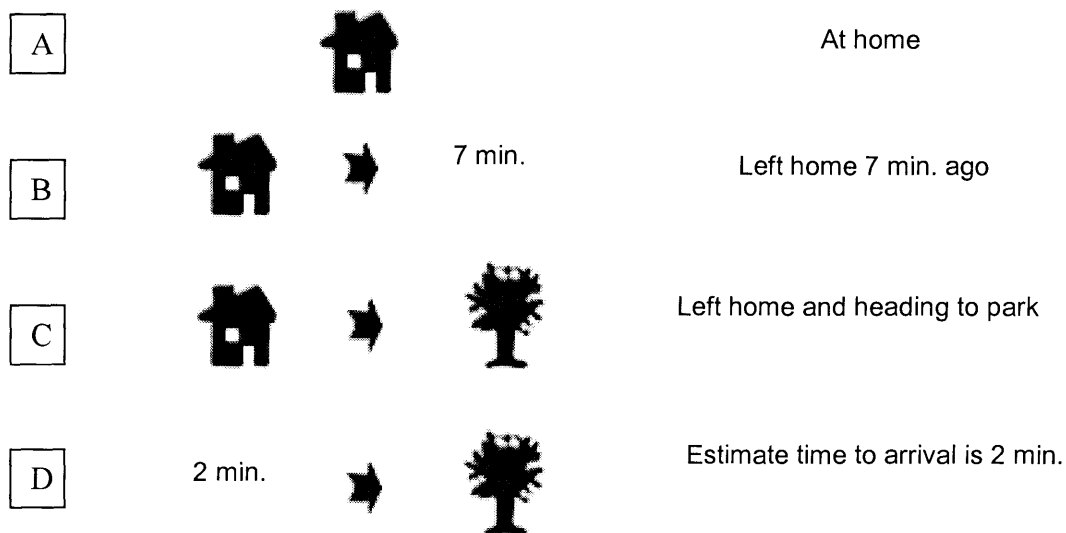 A At home
B 7 min. Left home 7 min. ago
C Left home and heading to park
D 2 min. Estimate time to arrival is 2 min.